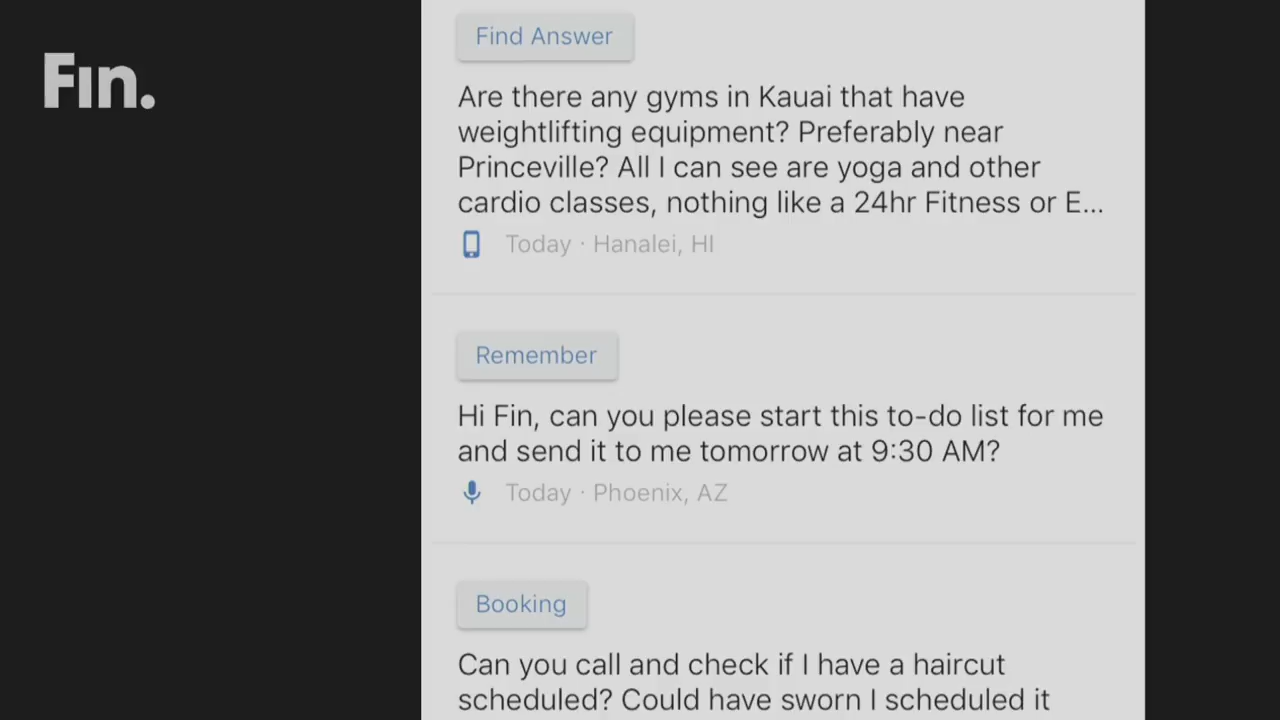 Fin.
Find Answer
Are there any gyms in Kauai that have
weightlifting equipment? Preferably near
Princeville? All I can see are yoga and other
cardio classes, nothing like a 24hr Fitness or E...
Today · Hanalei, HI
Remember
Hi Fin, can you please start this to-do list for me
and send it to me tomorrow at 9:30 AM?
Today · Phoenix, AZ
Booking
Can you call and check if I have a haircut
scheduled? Could have sworn I scheduled it